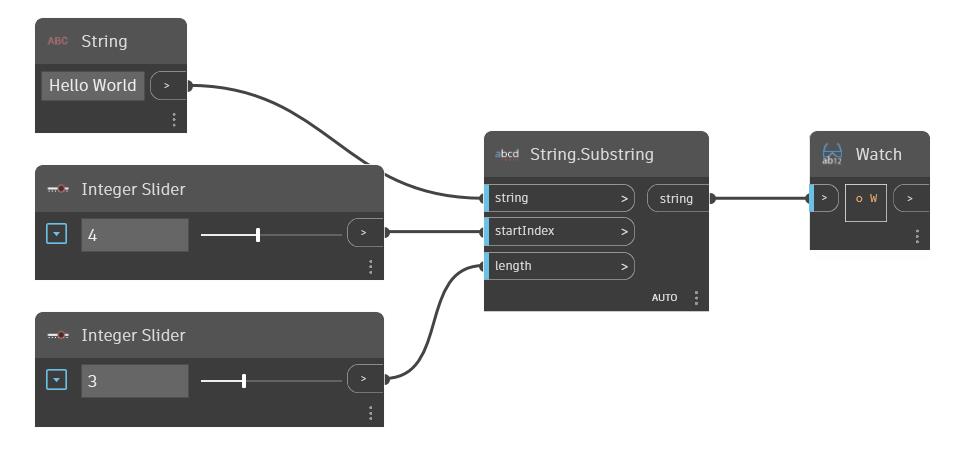 ABC String
Hello World >
Integer Slider
4 >
Integer Slider
3 >
abcd String.Substring
string > string
startIndex >
length >
AUTO
ab12 Watch
> o W >